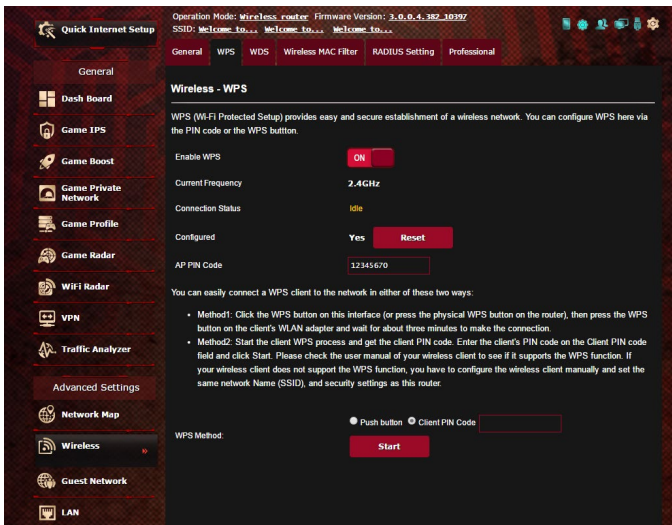 Quick Internet Setup
Operation Mode: Wireless router Firmware Version: 3.0.0.4.382_10397
SSID: Welcome to... Welcome to... Welcome to...
General WPS WDS Wireless MAC Filter RADIUS Setting Professional
General
Dash Board
Game IPS
Game Boost
Game Private
Network
Game Profile
Game Radar
WiFi Radar
VPN
Traffic Analyzer
Advanced Settings
Network Map
Wireless »
Guest Network
LAN
Wireless - WPS
WPS (Wi-Fi Protected Setup) provides easy and secure establishment of a wireless network. You can configure WPS here via
the PIN code or the WPS buttton.
Enable WPS ON
Current Frequency 2.4GHz
Connection Status Idle
Configured Yes Reset
AP PIN Code 12345670
You can easily connect a WPS client to the network in either of these two ways:
• Method1: Click the WPS button on this interface (or press the physical WPS button on the router), then press the WPS
button on the client's WLAN adapter and wait for about three minutes to make the connection.
• Method2: Start the client WPS process and get the client PIN code. Enter the client's PIN code on the Client PIN code
field and click Start. Please check the user manual of your wireless client to see if it supports the WPS function. If
your wireless client does not support the WPS function, you have to configure the wireless client manually and set the
same network Name (SSID), and security settings as this router.
WPS Method: Push button Client PIN Code
Start